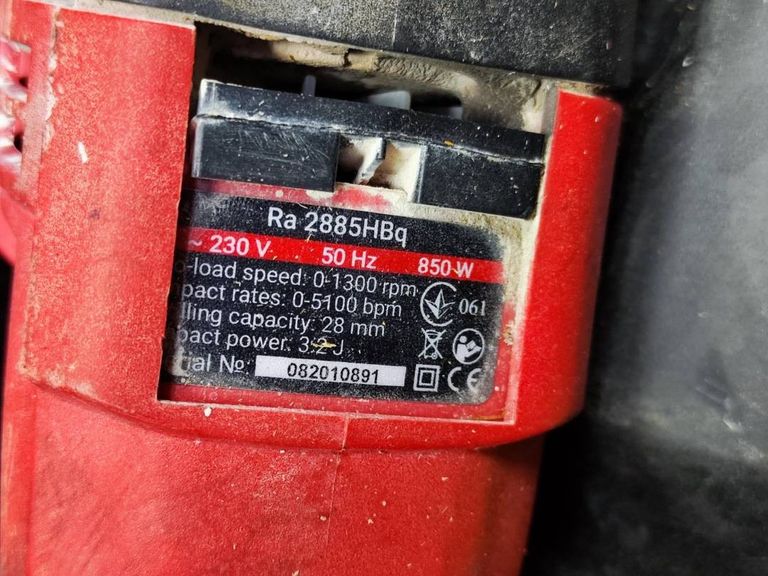 Ra 2885HBq
~ 230 V 50 Hz 850 W
-load speed: 0-1300 rpm
pact rates: 0-5100 bpm
061
lling capacity: 28 mm
pact power: 3.2 J
ial No: 082010891
CE